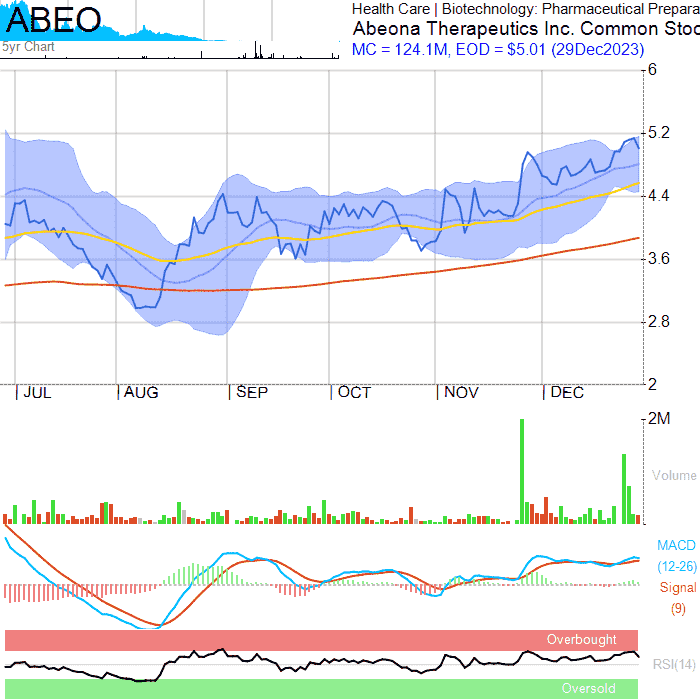 ABEO
5yr Chart
Health Care | Biotechnology: Pharmaceutical Prepara
Abeona Therapeutics Inc. Common Stoc
MC = 124.1M, EOD = $5.01 (29Dec2023)
6
5.2
4.4
3.6
2.8
2
JUL AUG SEP OCT NOV DEC
2M
Volume
MACD
(12-26)
Signal
(9)
Overbought
RSI(14)
Oversold